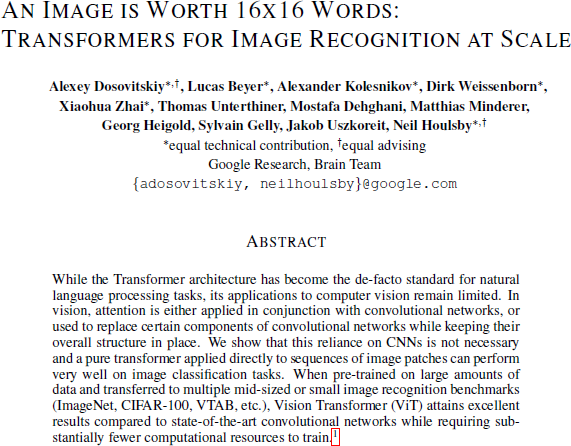 AN IMAGE IS WORTH 16X16 WORDS:
TRANSFORMERS FOR IMAGE RECOGNITION AT SCALE
Alexey Dosovitskiy*,†, Lucas Beyer*, Alexander Kolesnikov*, Dirk Weissenborn*,
Xiaohua Zhai*, Thomas Unterthiner, Mostafa Dehghani, Matthias Minderer,
Georg Heigold, Sylvain Gelly, Jakob Uszkoreit, Neil Houlsby*,†
*equal technical contribution, †equal advising
Google Research, Brain Team
{adosovitskiy, neilhoulsby}@google.com
ABSTRACT
While the Transformer architecture has become the de-facto standard for natural
language processing tasks, its applications to computer vision remain limited. In
vision, attention is either applied in conjunction with convolutional networks, or
used to replace certain components of convolutional networks while keeping their
overall structure in place. We show that this reliance on CNNs is not necessary
and a pure transformer applied directly to sequences of image patches can perform
very well on image classification tasks. When pre-trained on large amounts of
data and transferred to multiple mid-sized or small image recognition benchmarks
(ImageNet, CIFAR-100, VTAB, etc.), Vision Transformer (ViT) attains excellent
results compared to state-of-the-art convolutional networks while requiring sub-
stantially fewer computational resources to train.1